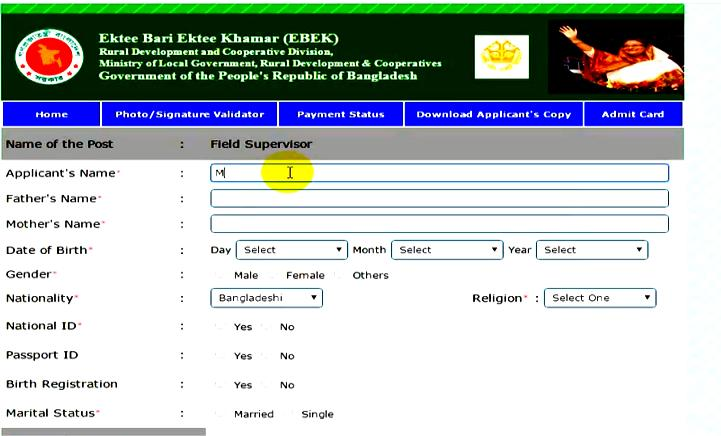 Ektee Bari Ektee Khamar (EBEK)
Rural Development and Cooperative Division,
Ministry of Local Government, Rural Development & Cooperatives
Government of the People's Republic of Bangladesh
Home Photo/Signature Validator Payment Status Download Applicant's Copy Admit Card
Name of the Post : Field Supervisor
Applicant's Name* : M
Father's Name* :
Mother's Name* :
Date of Birth* : Day Select Month Select Year Select
Gender* : Male Female Others
Nationality* : Bangladeshi Religion* : Select One
National ID* : Yes No
Passport ID : Yes No
Birth Registration : Yes No
Marital Status* : Married Single